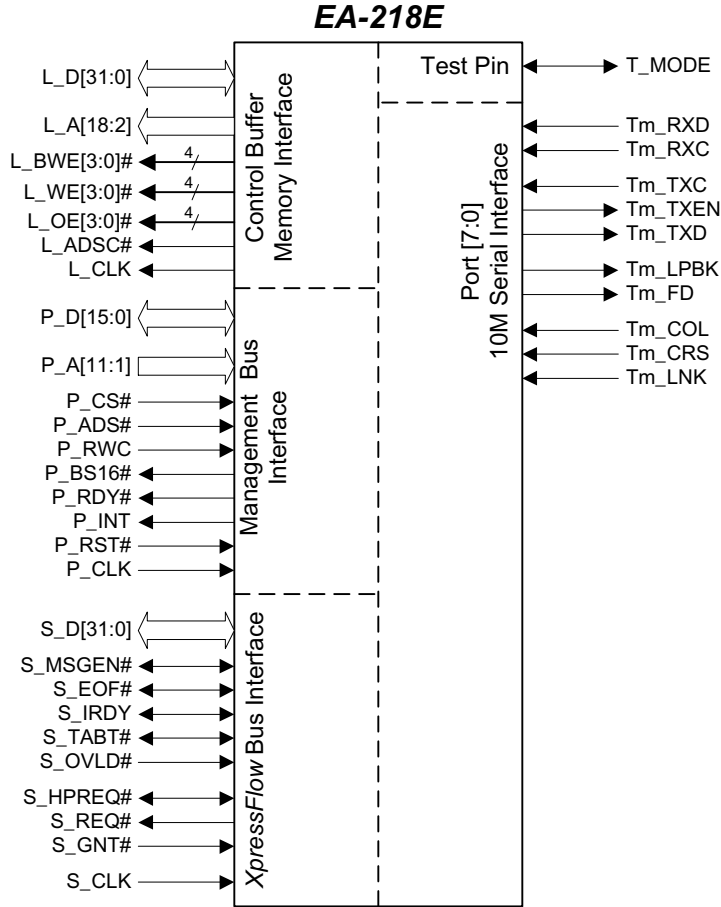 EA-218E
L_D[31:0]
L_A[18:2]
L_BWE[3:0]# 4
L_WE[3:0]# 4
L_OE[3:0]# 4
L_ADSC#
L_CLK
Control Buffer
Memory Interface
P_D[15:0]
P_A[11:1]
P_CS#
P_ADS#
P_RWC
P_BS16#
P_RDY#
P_INT
P_RST#
P_CLK
Management Bus
Interface
S_D[31:0]
S_MSGEN#
S_EOF#
S_IRDY
S_TABT#
S_OVLD#
S_HPREQ#
S_REQ#
S_GNT#
S_CLK
XpressFlow Bus Interface
Test Pin
T_MODE
Port [7:0]
10M Serial Interface
Tm_RXD
Tm_RXC
Tm_TXC
Tm_TXEN
Tm_TXD
Tm_LPBK
Tm_FD
Tm_COL
Tm_CRS
Tm_LNK